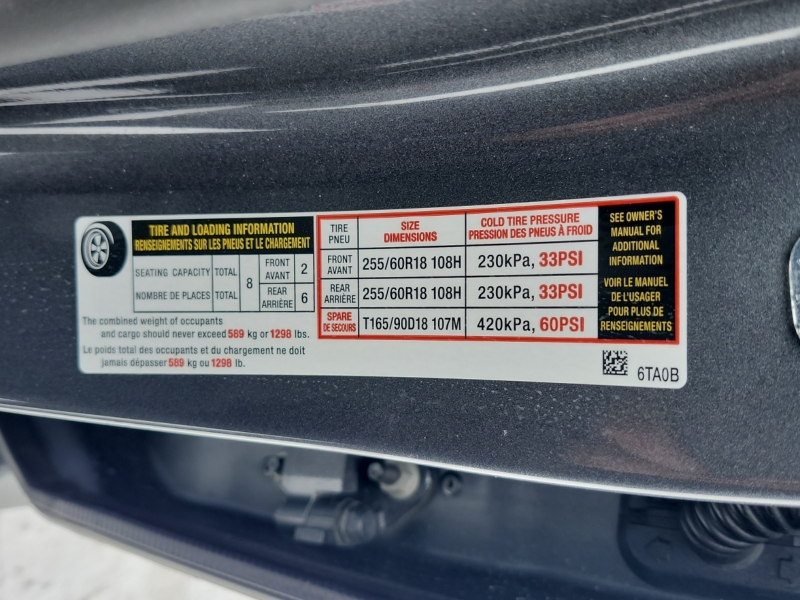 TIRE AND LOADING INFORMATION
RENSEIGNEMENTS SUR LES PNEUS ET LE CHARGEMENT
SEATING CAPACITY TOTAL 8 FRONT AVANT 2
NOMBRE DE PLACES TOTAL REAR ARRIÈRE 6
The combined weight of occupants
and cargo should never exceed 589 kg or 1298 lbs.
Le poids total des occupants et du chargement ne doit
jamais dépasser 589 kg ou 1298 lb.
TIRE PNEU SIZE DIMENSIONS COLD TIRE PRESSURE PRESSION DES PNEUS À FROID
FRONT AVANT 255/60R18 108H 230kPa, 33PSI
REAR ARRIÈRE 255/60R18 108H 230kPa, 33PSI
SPARE DE SECOURS T165/90D18 107M 420kPa, 60PSI
SEE OWNER'S
MANUAL FOR
ADDITIONAL
INFORMATION
VOIR LE MANUEL
DE L'USAGER
POUR PLUS DE
RENSEIGNEMENTS
6TA0B